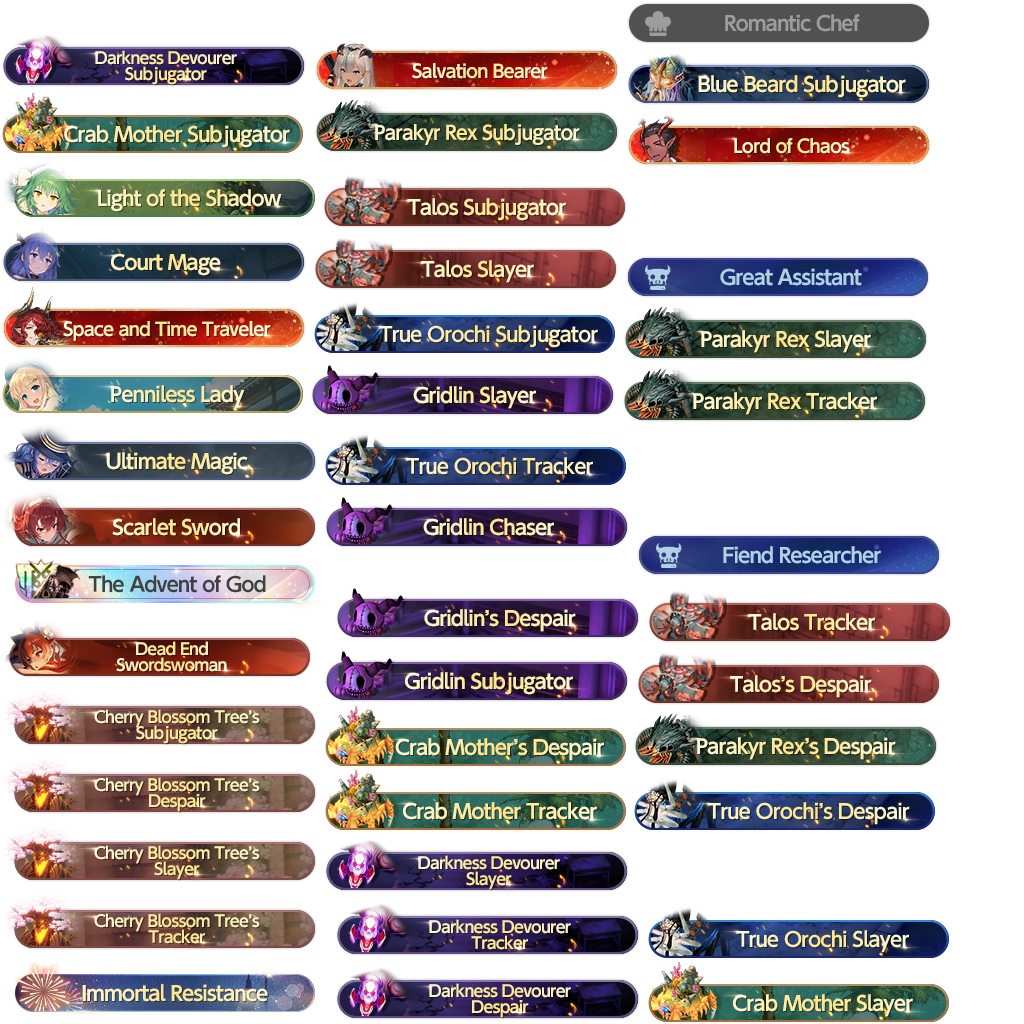 Darkness Devourer
Subjugator
Crab Mother Subjugator
Light of the Shadow
Court Mage
Space and Time Traveler
Penniless Lady
Ultimate Magic
Scarlet Sword
The Advent of God
Dead End
Swordswoman
Cherry Blossom Tree's
Subjugator
Cherry Blossom Tree's
Despair
Cherry Blossom Tree's
Slayer
Cherry Blossom Tree's
Tracker
Immortal Resistance
Salvation Bearer
Parakyr Rex Subjugator
Talos Subjugator
Talos Slayer
True Orochi Subjugator
Gridlin Slayer
True Orochi Tracker
Gridlin Chaser
Gridlin's Despair
Gridlin Subjugator
Crab Mother's Despair
Crab Mother Tracker
Darkness Devourer
Slayer
Darkness Devourer
Tracker
Darkness Devourer
Despair
Romantic Chef
Blue Beard Subjugator
Lord of Chaos
Great Assistant
Parakyr Rex Slayer
Parakyr Rex Tracker
Fiend Researcher
Talos Tracker
Talos's Despair
Parakyr Rex's Despair
True Orochi's Despair
True Orochi Slayer
Crab Mother Slayer